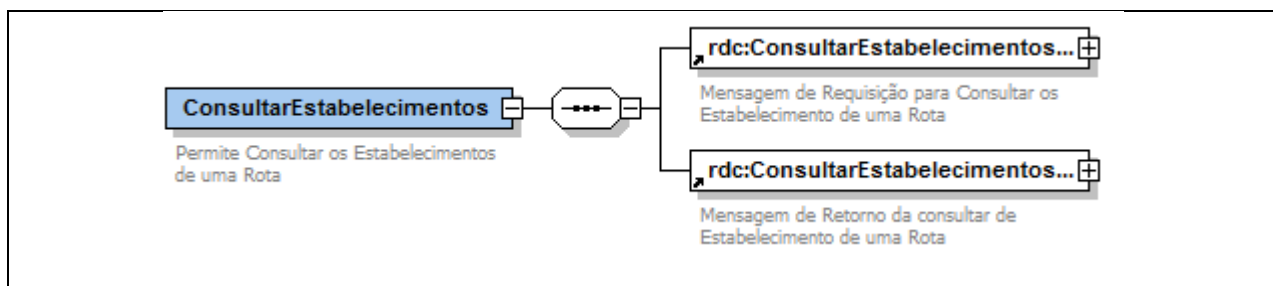 rdc:ConsultarEstabelecimentos...
Mensagem de Requisição para Consultar os
Estabelecimento de uma Rota
ConsultarEstabelecimentos
Permite Consultar os Estabelecimentos
de uma Rota
rdc:ConsultarEstabelecimentos...
Mensagem de Retorno da consultar de
Estabelecimento de uma Rota